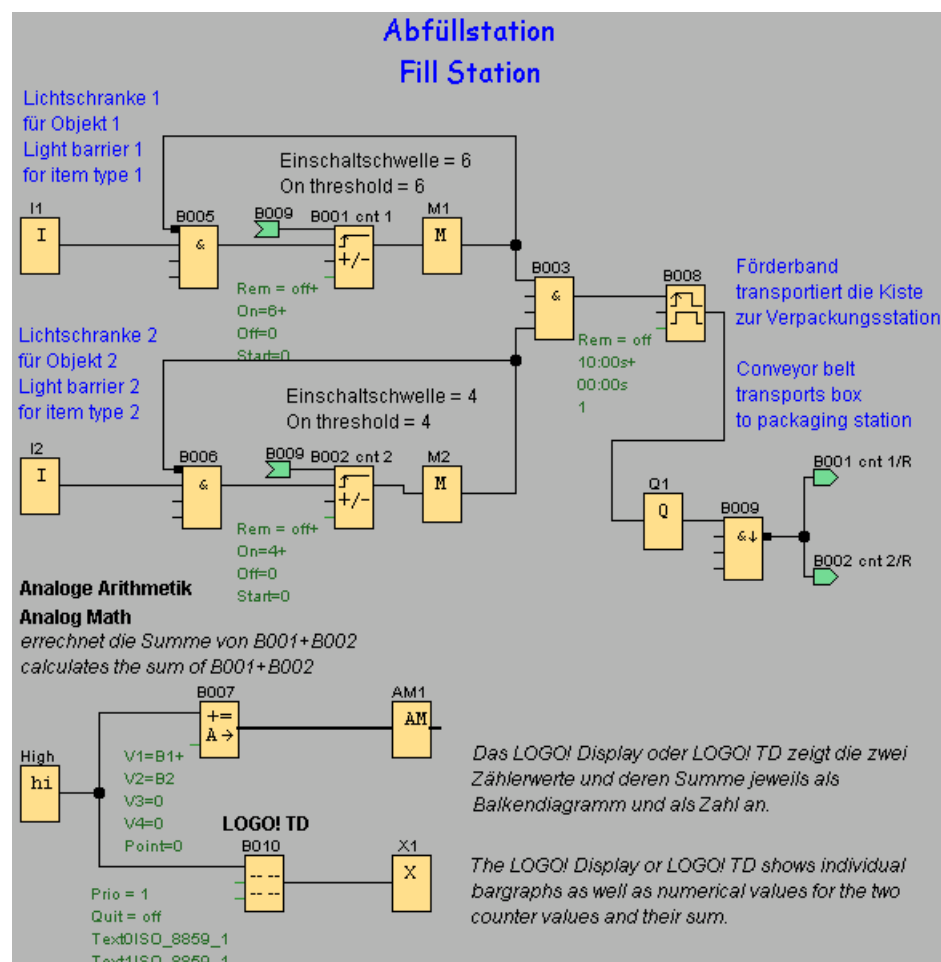 Abfüllstation
Fill Station
Lichtschranke 1
für Objekt 1
Light barrier 1
for item type 1
Einschaltschwelle = 6
On threshold = 6
I1
I
B005
&
B009
B001 cnt 1
+/-
M1
M
Rem = off+
On=6+
Off=0
Start=0
B003
&
B008
Rem = off
10:00s+
00:00s
1
Förderband
transportiert die Kiste
zur Verpackungsstation
Conveyor belt
transports box
to packaging station
Lichtschranke 2
für Objekt 2
Light barrier 2
for item type 2
Einschaltschwelle = 4
On threshold = 4
I2
I
B006
&
B009
B002 cnt 2
+/-
M2
M
Rem = off+
On=4+
Off=0
Start=0
Q1
Q
B009
&↓
B001 cnt 1/R
B002 cnt 2/R
Analoge Arithmetik
Analog Math
errechnet die Summe von B001+B002
calculates the sum of B001+B002
B007
+=
A→
AM1
AM
High
hi
V1=B1+
V2=B2
V3=0
V4=0
Point=0
LOGO! TD
B010
X1
X
Prio = 1
Quit = off
Text0ISO_8859_1
Text1ISO_8859_1
Das LOGO! Display oder LOGO! TD zeigt die zwei
Zählerwerte und deren Summe jeweils als
Balkendiagramm und als Zahl an.
The LOGO! Display or LOGO! TD shows individual
bargraphs as well as numerical values for the two
counter values and their sum.